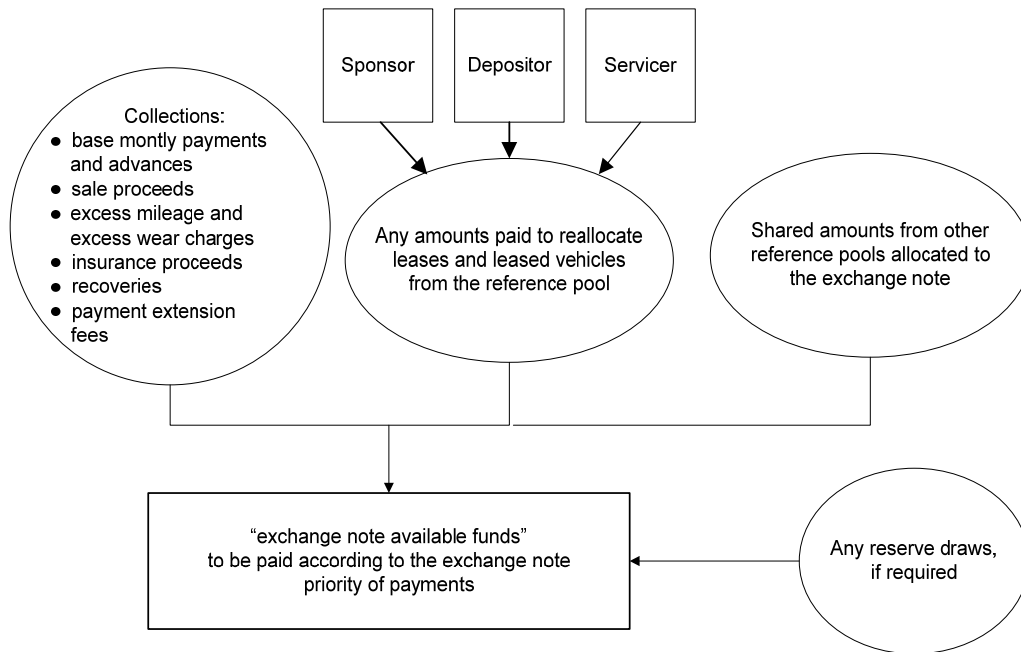 Sponsor
Depositor
Servicer
Collections:
● base montly payments
and advances
● sale proceeds
● excess mileage and
excess wear charges
● insurance proceeds
● recoveries
● payment extension
fees
Any amounts paid to reallocate
leases and leased vehicles
from the reference pool
Shared amounts from other
reference pools allocated to
the exchange note
“exchange note available funds”
to be paid according to the exchange note
priority of payments
Any reserve draws,
if required